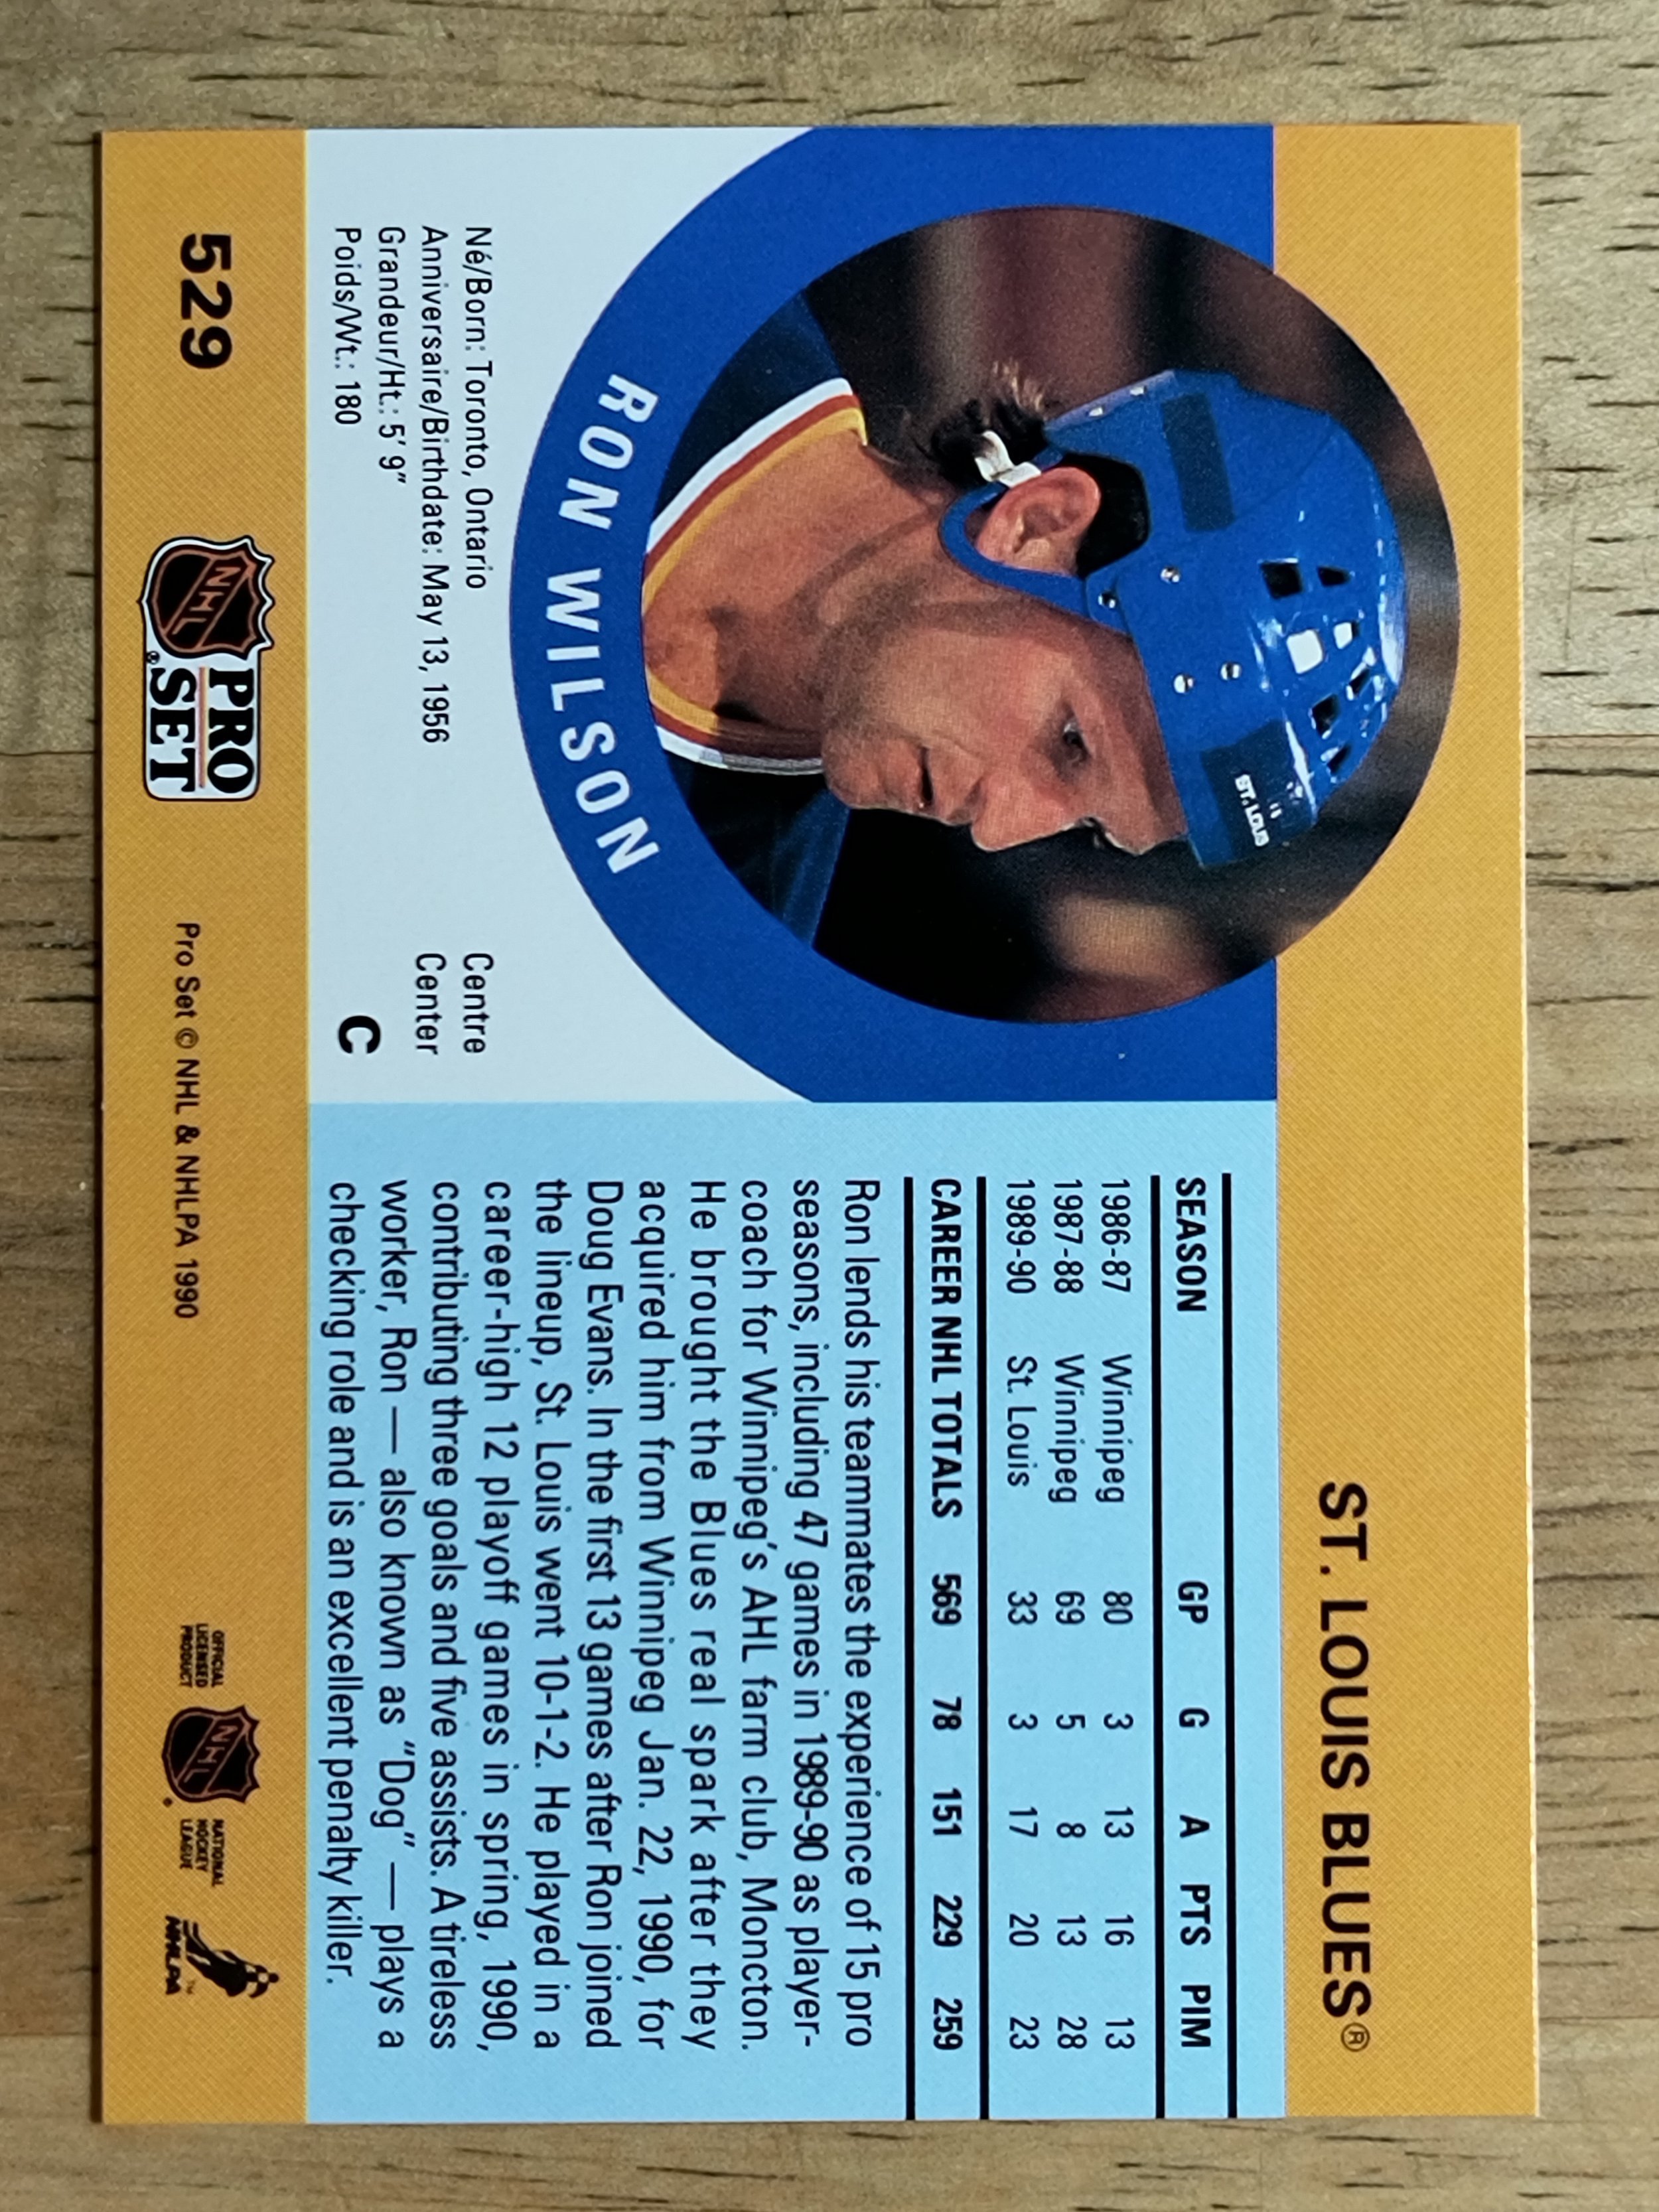 ST. LOUIS BLUES®
ST. LOUIS
RON WILSON
Né/Born: Toronto, Ontario
Anniversaire/Birthdate: May 13, 1956
Grandeur/Ht.: 5' 9"
Poids/Wt.: 180
Centre
Center
C
SEASON GP G A PTS PIM
1986-87 Winnipeg 80 3 13 16 13
1987-88 Winnipeg 69 5 8 13 28
1989-90 St. Louis 33 3 17 20 23
CAREER NHL TOTALS 569 78 151 229 259
Ron lends his teammates the experience of 15 pro
seasons, including 47 games in 1989-90 as player-
coach for Winnipeg's AHL farm club, Moncton.
He brought the Blues real spark after they
acquired him from Winnipeg Jan. 22, 1990, for
Doug Evans. In the first 13 games after Ron joined
the lineup, St. Louis went 10-1-2. He played in a
career-high 12 playoff games in spring, 1990,
contributing three goals and five assists. A tireless
worker, Ron — also known as "Dog" — plays a
checking role and is an excellent penalty killer.
529
NHL
PRO
SET®
Pro Set © NHL & NHLPA 1990
OFFICIAL
LICENSED
PRODUCT
NHL®
NATIONAL
HOCKEY
LEAGUE
NHLPA™